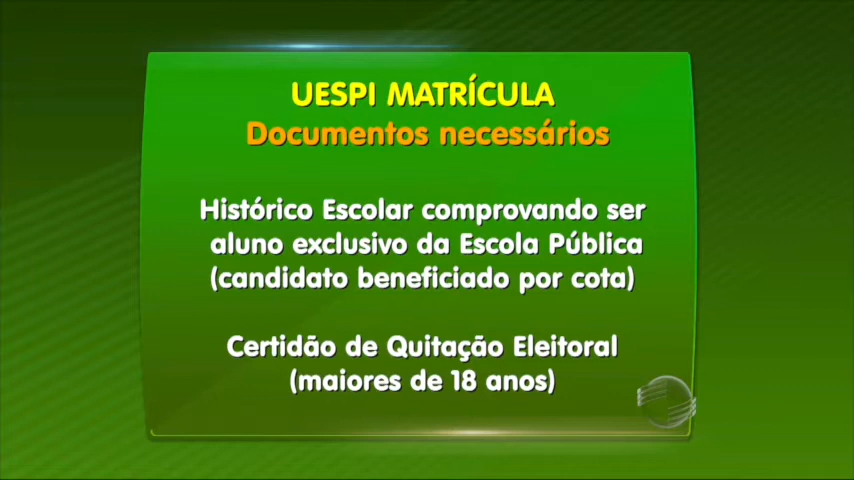 UESPI MATRÍCULA
Documentos necessários
Histórico Escolar comprovando ser
aluno exclusivo da Escola Pública
(candidato beneficiado por cota)
Certidão de Quitação Eleitoral
(maiores de 18 anos)